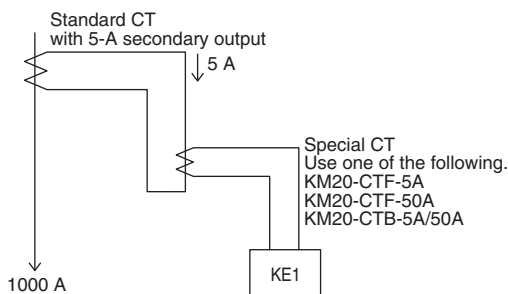 Standard CT
with 5-A secondary output
5 A
Special CT
Use one of the following.
KM20-CTF-5A
KM20-CTF-50A
KM20-CTB-5A/50A
KE1
1000 A